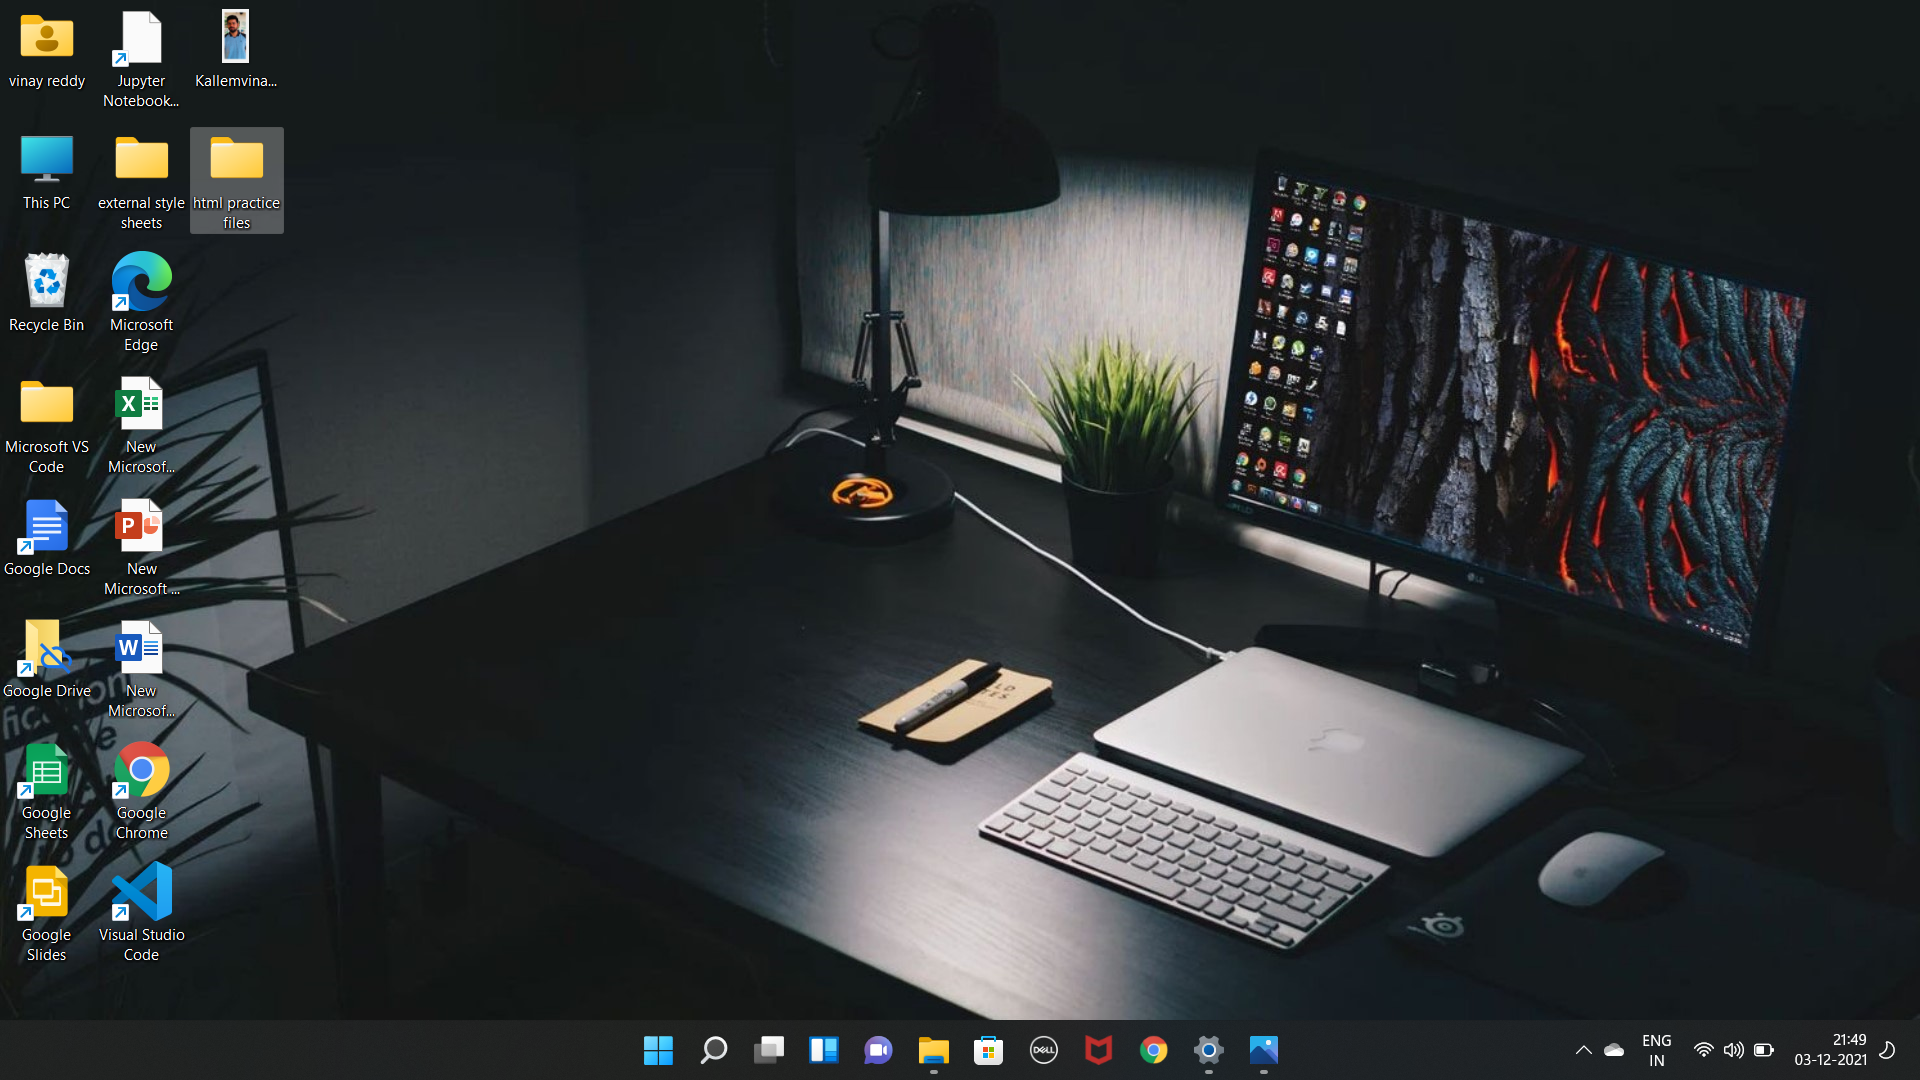 vinay reddy
Jupyter
Notebook...
Kallemvina...
This PC
external style
sheets
html practice
files
Recycle Bin
Microsoft
Edge
Microsoft VS
Code
New
Microsof...
Google Docs
New
Microsoft ...
Google Drive
New
Microsof...
Google
Sheets
Google
Chrome
Google
Slides
Visual Studio
Code
LG
DELL
ENG
IN
21:49
03-12-2021